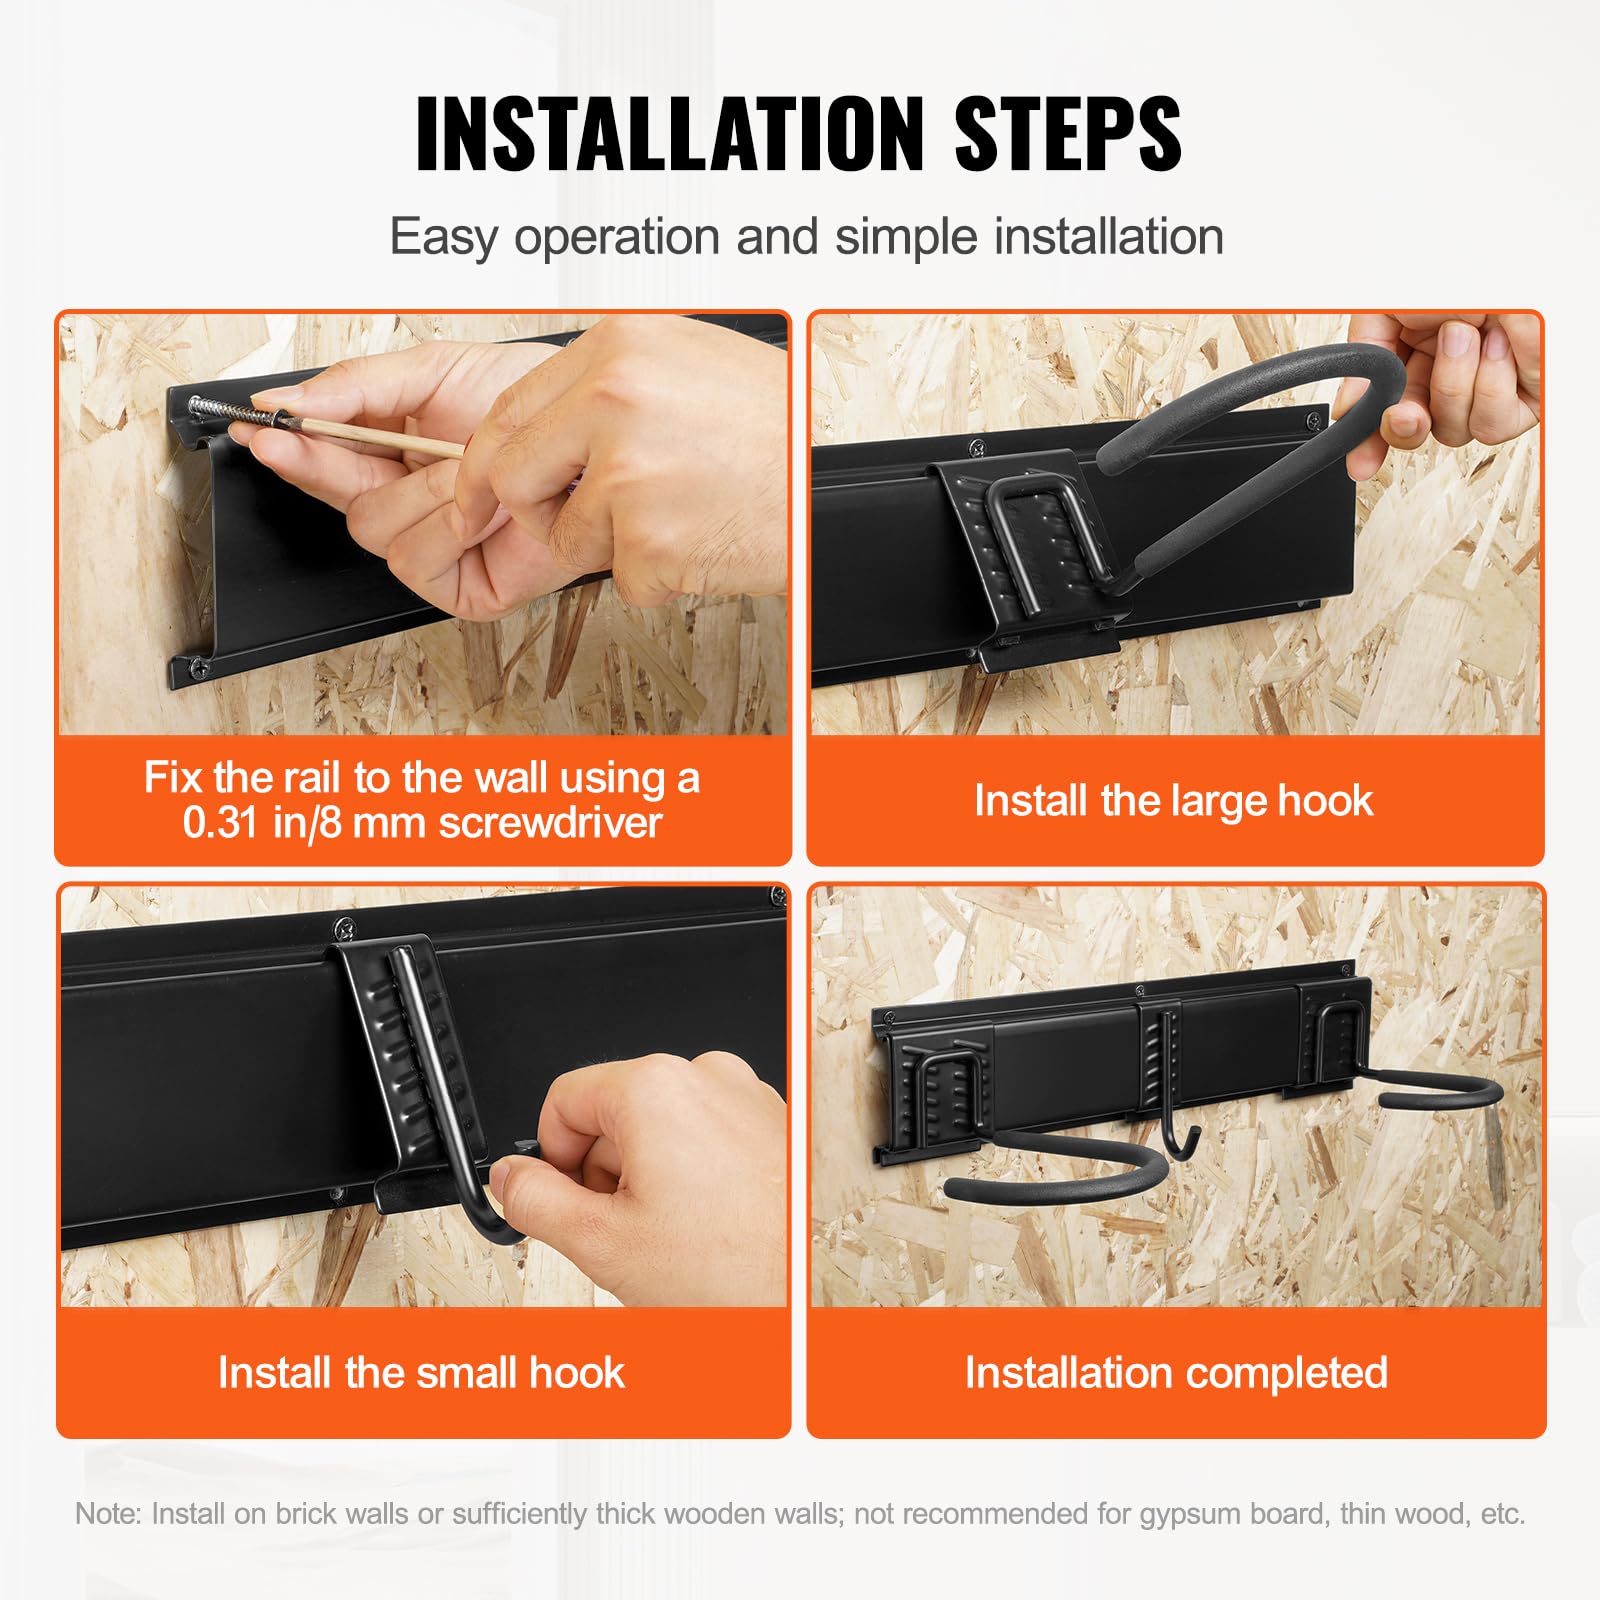 INSTALLATION STEPS
Easy operation and simple installation
Fix the rail to the wall using a
0.31 in/8 mm screwdriver
Install the large hook
Install the small hook
Installation completed
Note: Install on brick walls or sufficiently thick wooden walls; not recommended for gypsum board, thin wood, etc.